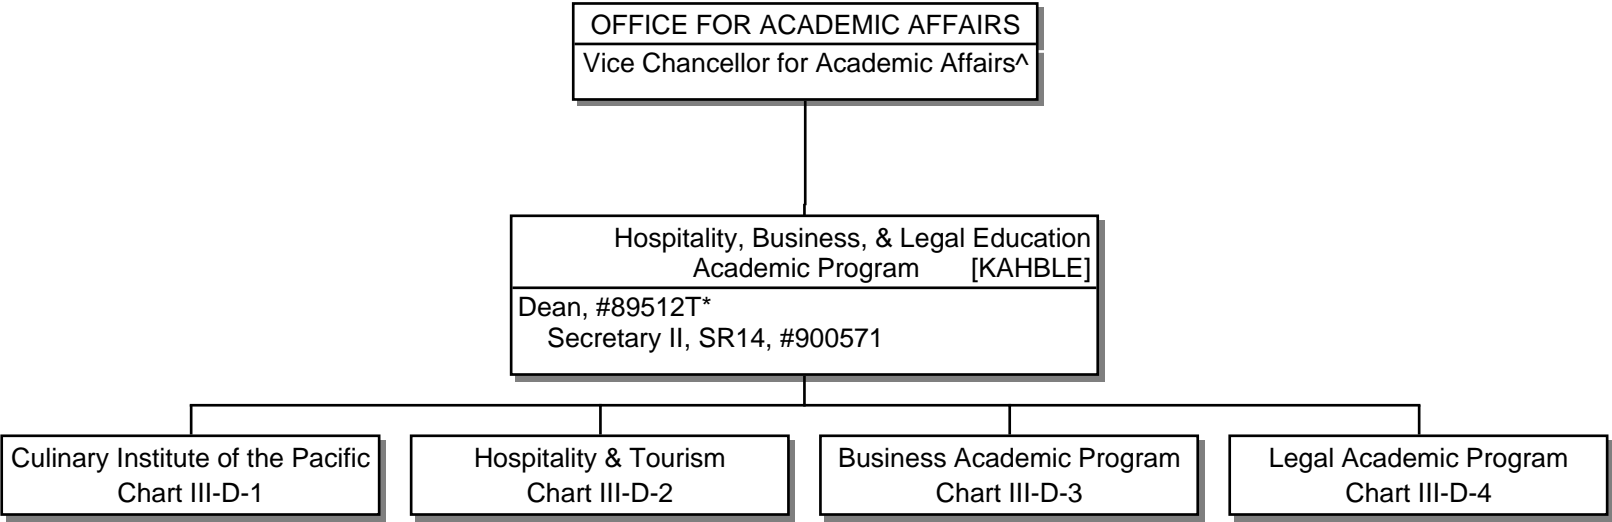 OFFICE FOR ACADEMIC AFFAIRS
Vice Chancellor for Academic Affairs^
Hospitality, Business, & Legal Education
Academic Program [KAHBLE]
Dean, #89512T*
Secretary II, SR14, #900571
Culinary Institute of the Pacific
Chart III-D-1
Hospitality & Tourism
Chart III-D-2
Business Academic Program
Chart III-D-3
Legal Academic Program
Chart III-D-4